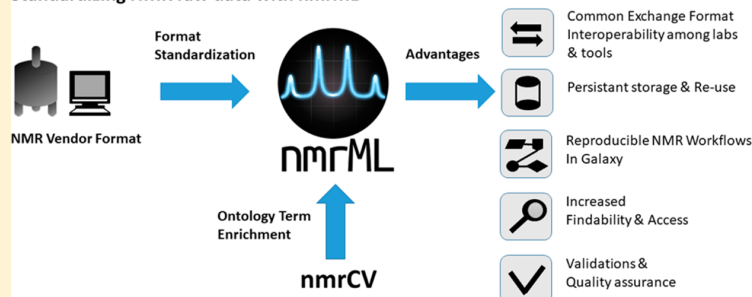 Format
Standardization
NMR Vendor Format
nmrML
Advantages
Ontology Term
Enrichment
nmrCV
Common Exchange Format
Interoperability among labs
& tools
Persistant storage & Re-use
Reproducible NMR Workflows
In Galaxy
Increased
Findability & Access
Validations &
Quality assurance